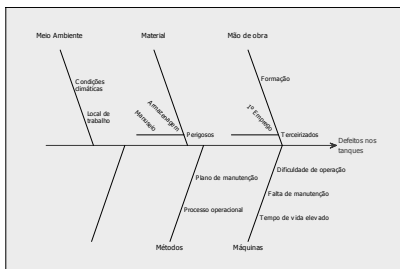 Meio Ambiente
Material
Mão de obra
Condições
climáticas
Local de
trabalho
Armazenagem
Manuseio
Perigosos
Formação
1º Emprego
Terceirizados
Defeitos nos
tanques
Plano de manutenção
Processo operacional
Dificuldade de operação
Falta de manutenção
Tempo de vida elevado
Métodos
Máquinas